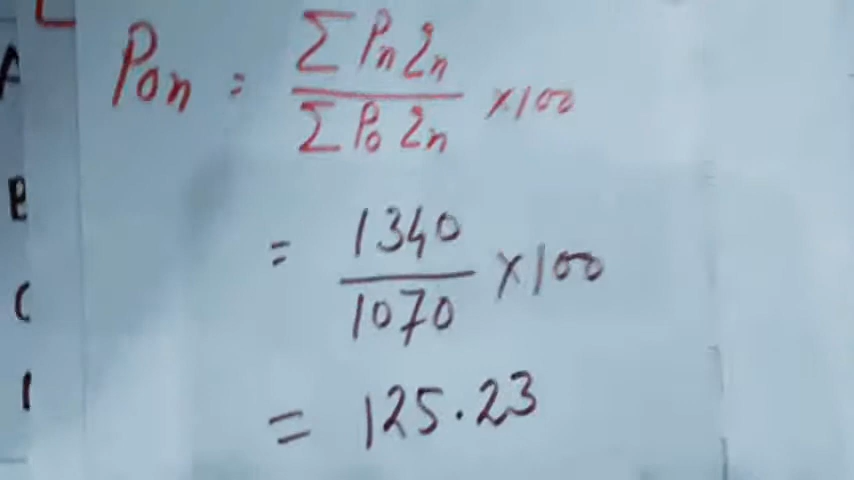 Pon = ΣPnqn / ΣPoqn ×100
= 1340 / 1070 ×100
= 125.23
A
B
C